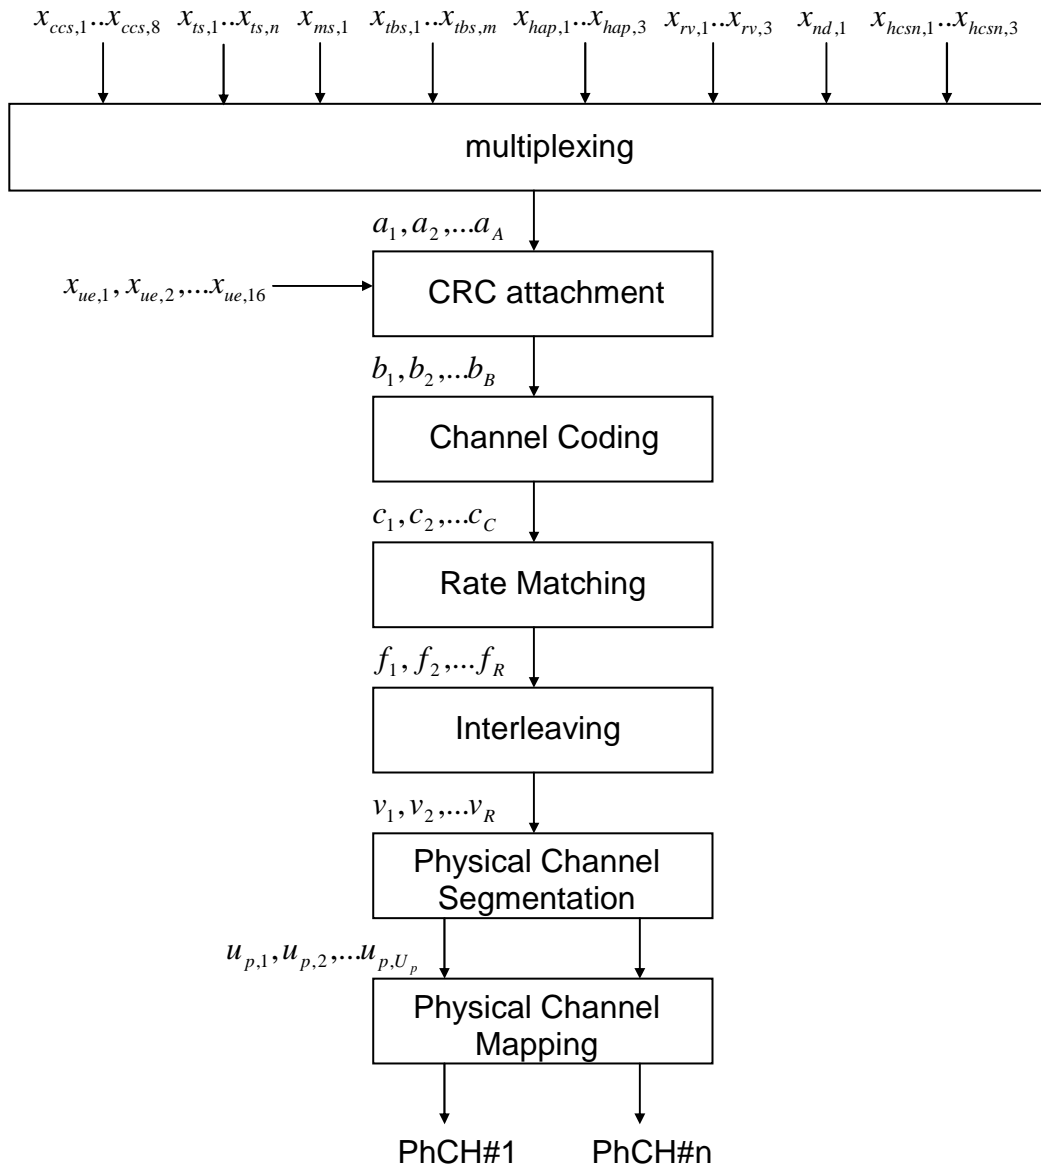 x_{ccs,1}..x_{ccs,8} x_{ts,1}..x_{ts,n} x_{ms,1} x_{tbs,1}..x_{tbs,m} x_{hap,1}..x_{hap,3} x_{rv,1}..x_{rv,3} x_{nd,1} x_{hcsn,1}..x_{hcsn,3}
multiplexing
a_1,a_2,...a_A
x_{ue,1},x_{ue,2},...x_{ue,16}
CRC attachment
b_1,b_2,...b_B
Channel Coding
c_1,c_2,...c_C
Rate Matching
f_1,f_2,...f_R
Interleaving
v_1,v_2,...v_R
Physical Channel
Segmentation
u_{p,1},u_{p,2},...u_{p,U_p}
Physical Channel
Mapping
PhCH#1 PhCH#n